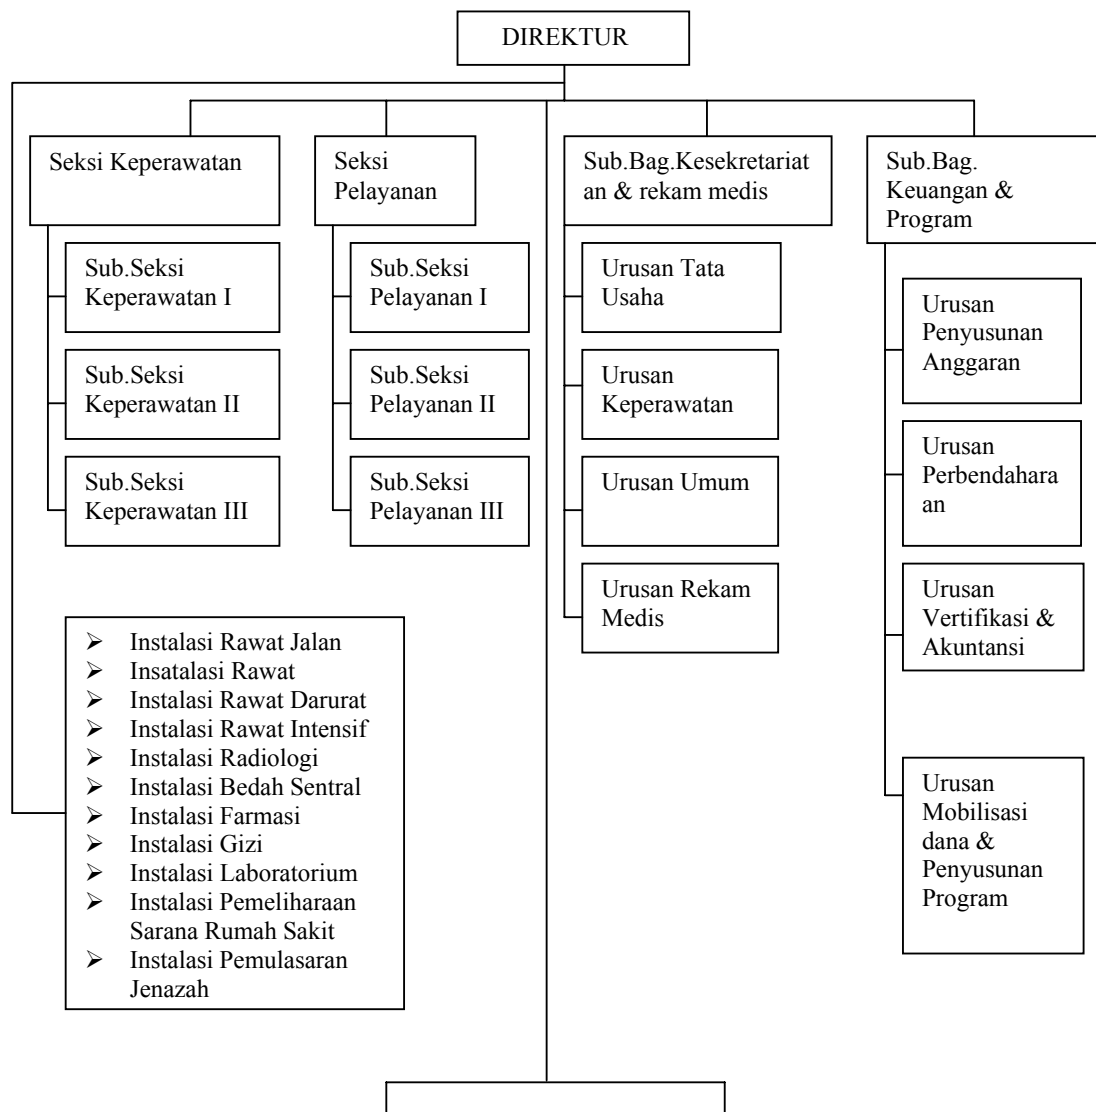 DIREKTUR
Seksi Keperawatan
Seksi
Pelayanan
Sub.Bag.Kesekretariat
an & rekam medis
Sub.Bag.
Keuangan &
Program
Sub.Seksi
Keperawatan I
Sub.Seksi
Keperawatan II
Sub.Seksi
Keperawatan III
Sub.Seksi
Pelayanan I
Sub.Seksi
Pelayanan II
Sub.Seksi
Pelayanan III
Urusan Tata
Usaha
Urusan
Keperawatan
Urusan Umum
Urusan Rekam
Medis
Urusan
Penyusunan
Anggaran
Urusan
Perbendahara
an
Urusan
Vertifikasi &
Akuntansi
Urusan
Mobilisasi
dana &
Penyusunan
Program
➢ Instalasi Rawat Jalan
➢ Insatalasi Rawat
➢ Instalasi Rawat Darurat
➢ Instalasi Rawat Intensif
➢ Instalasi Radiologi
➢ Instalasi Bedah Sentral
➢ Instalasi Farmasi
➢ Instalasi Gizi
➢ Instalasi Laboratorium
➢ Instalasi Pemeliharaan
Sarana Rumah Sakit
➢ Instalasi Pemulasaran
Jenazah